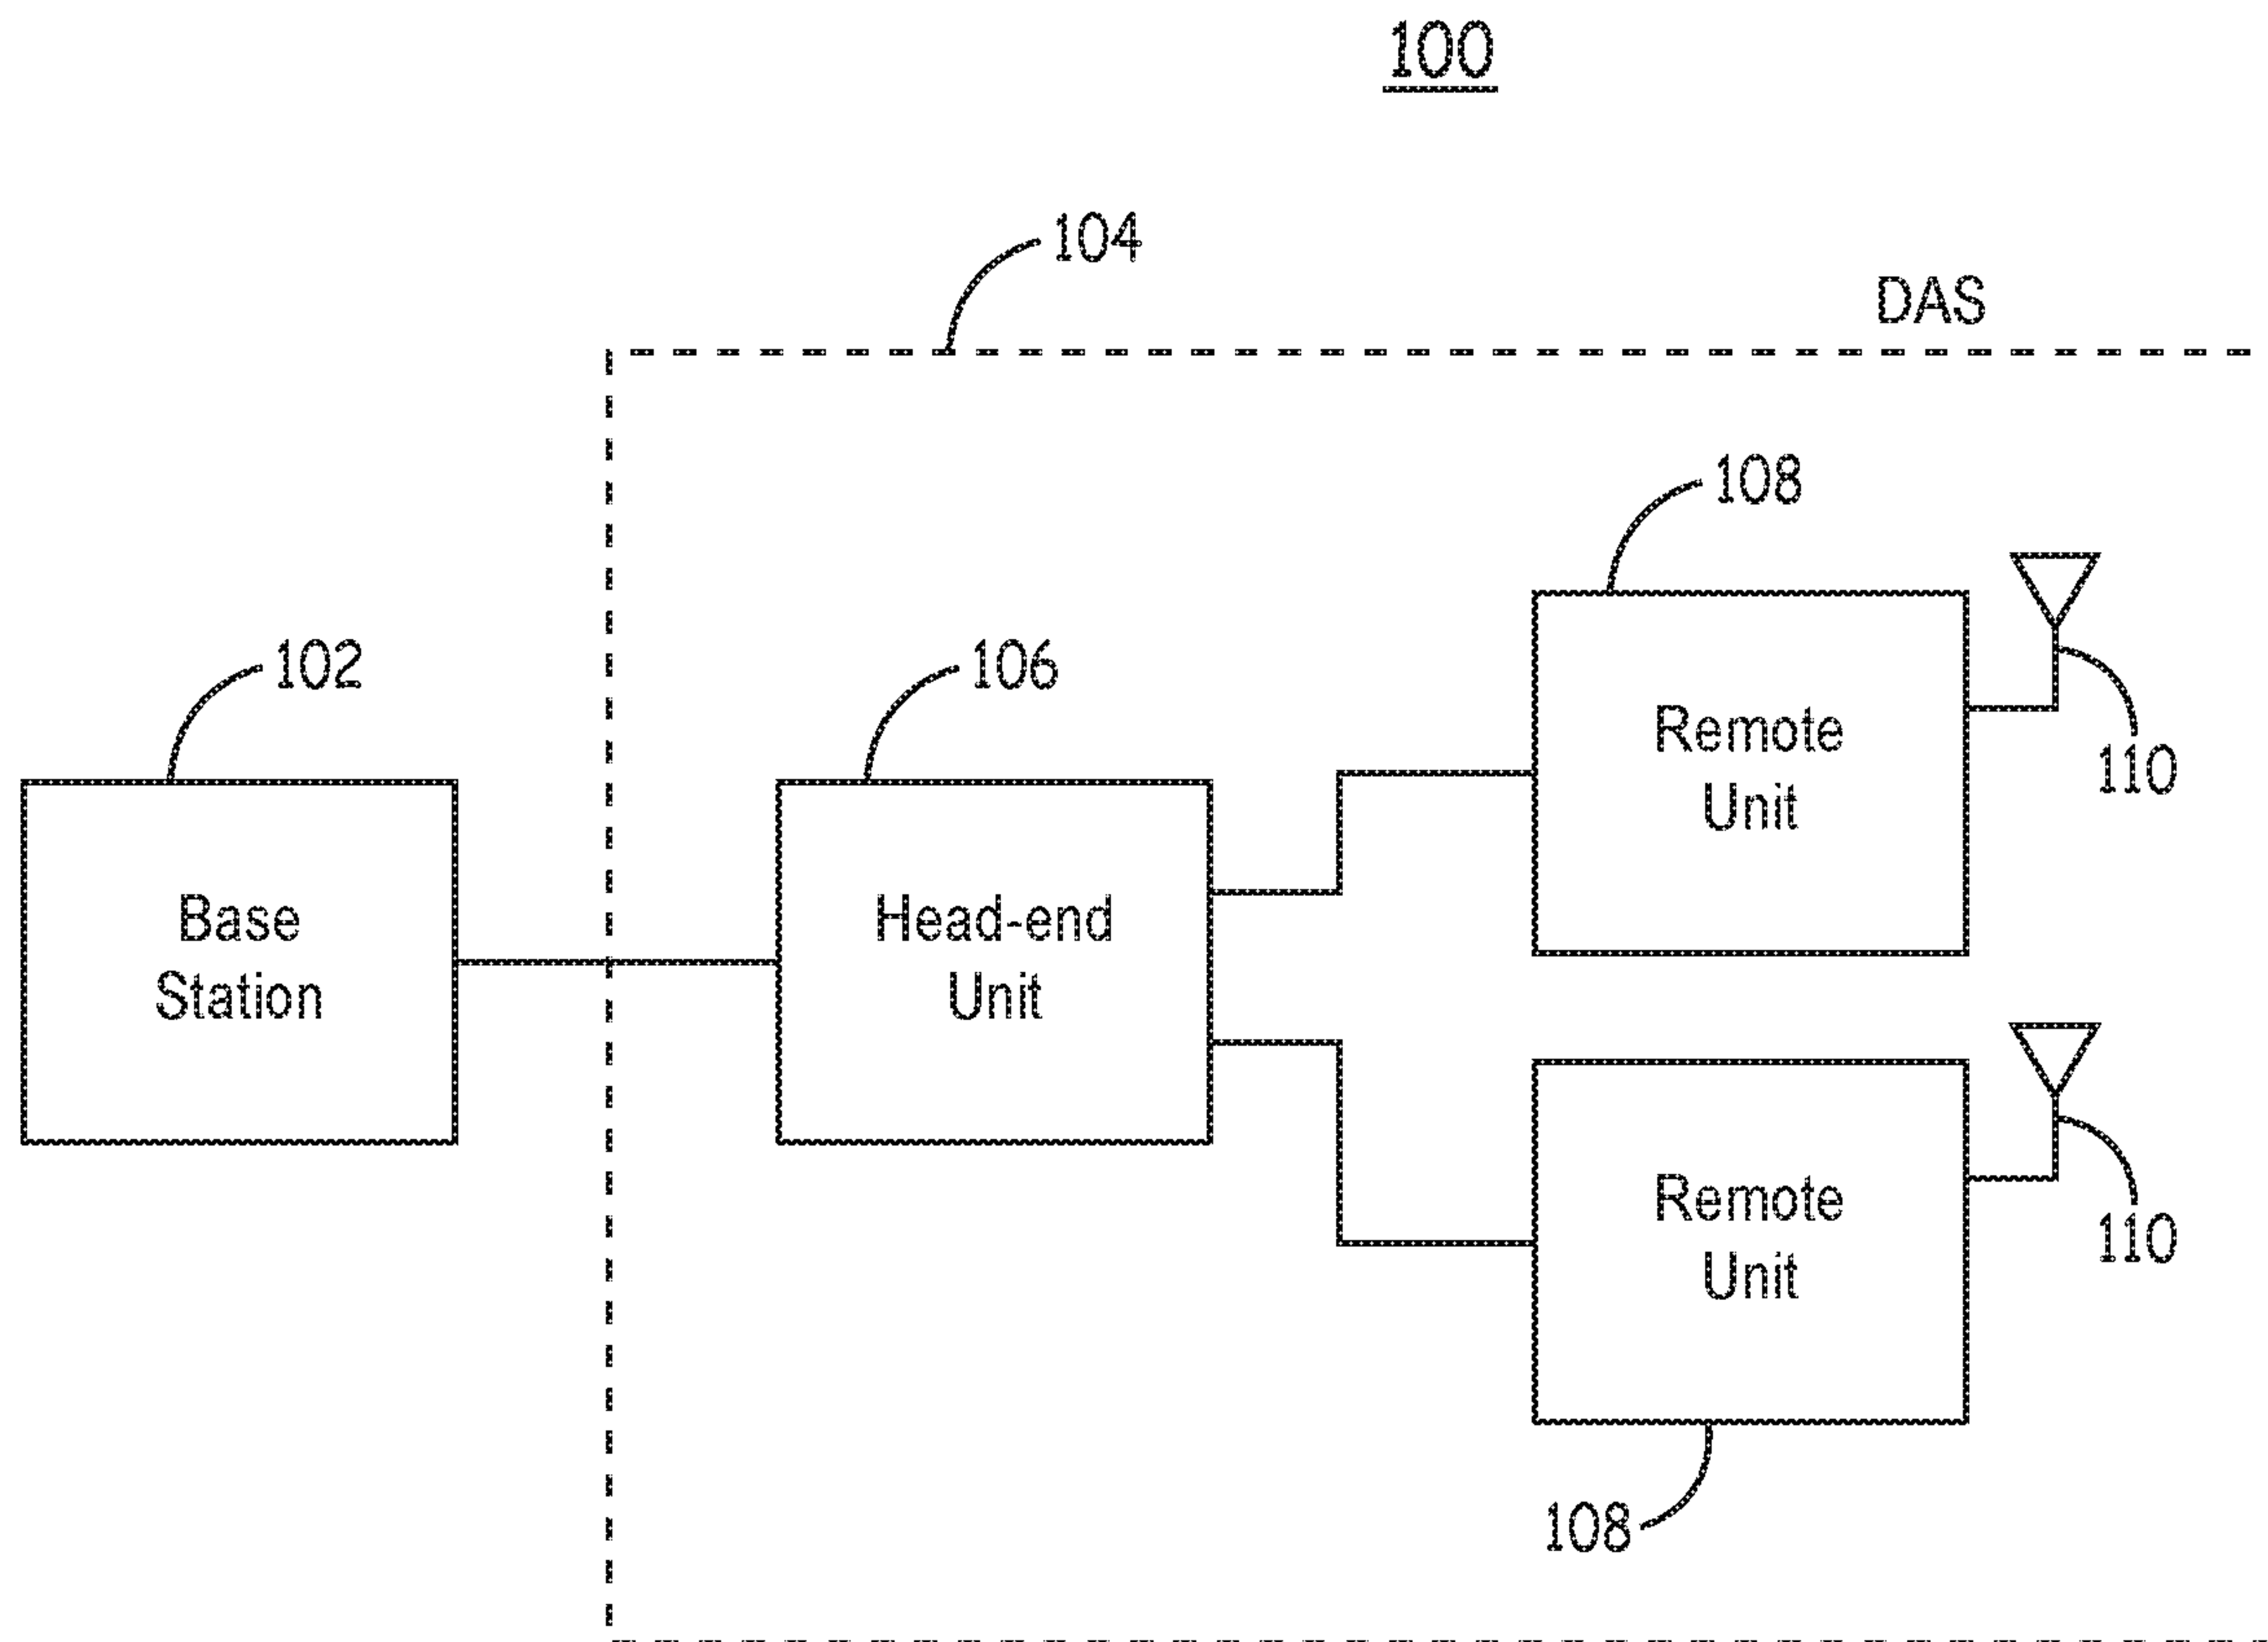 100
104
DAS
108
102
106
Remote
Unit
110
Base
Station
Head-end
Unit
Remote
Unit
110
108